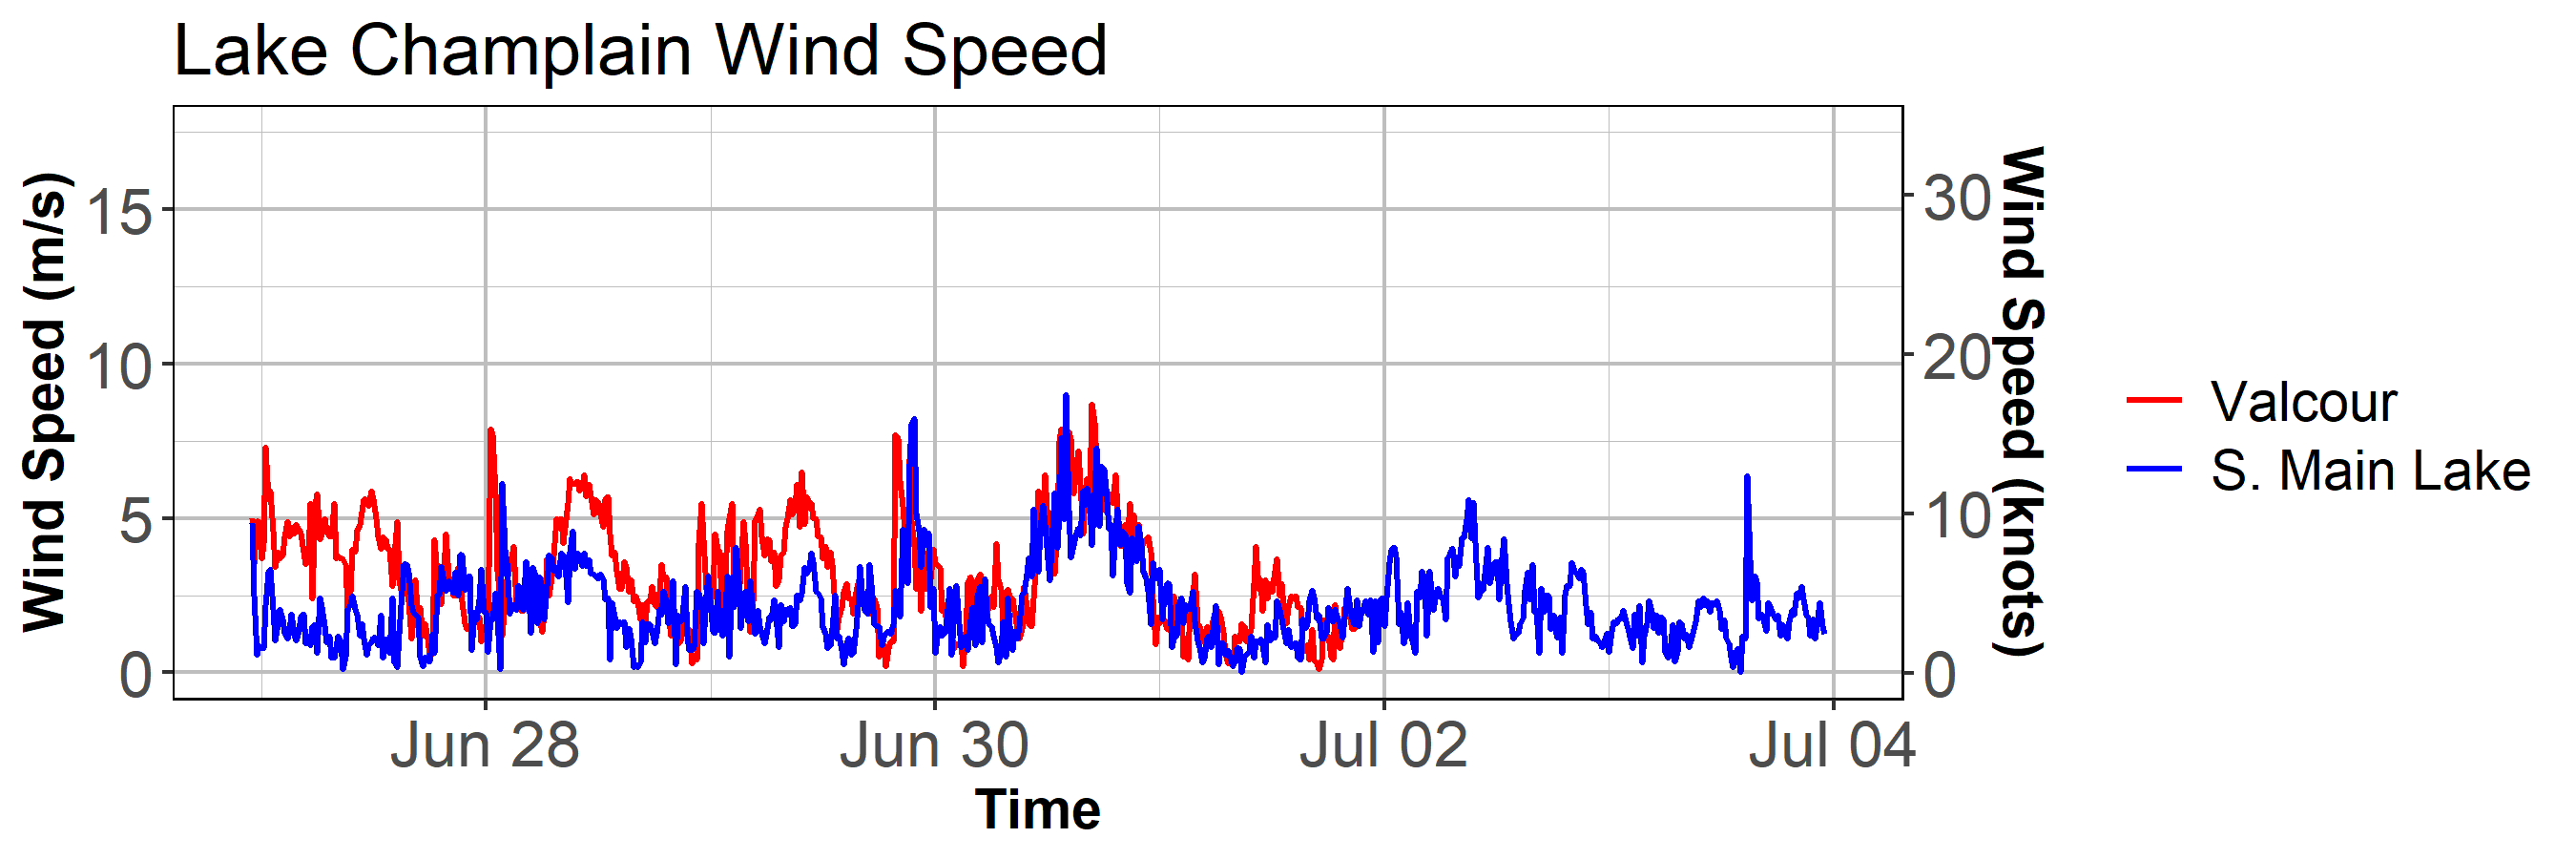 Lake Champlain Wind Speed
Wind Speed (m/s)
15
10
5
0
30
20
10
0
Wind Speed (knots)
Jun 28
Jun 30
Jul 02
Jul 04
Time
Valcour
S. Main Lake